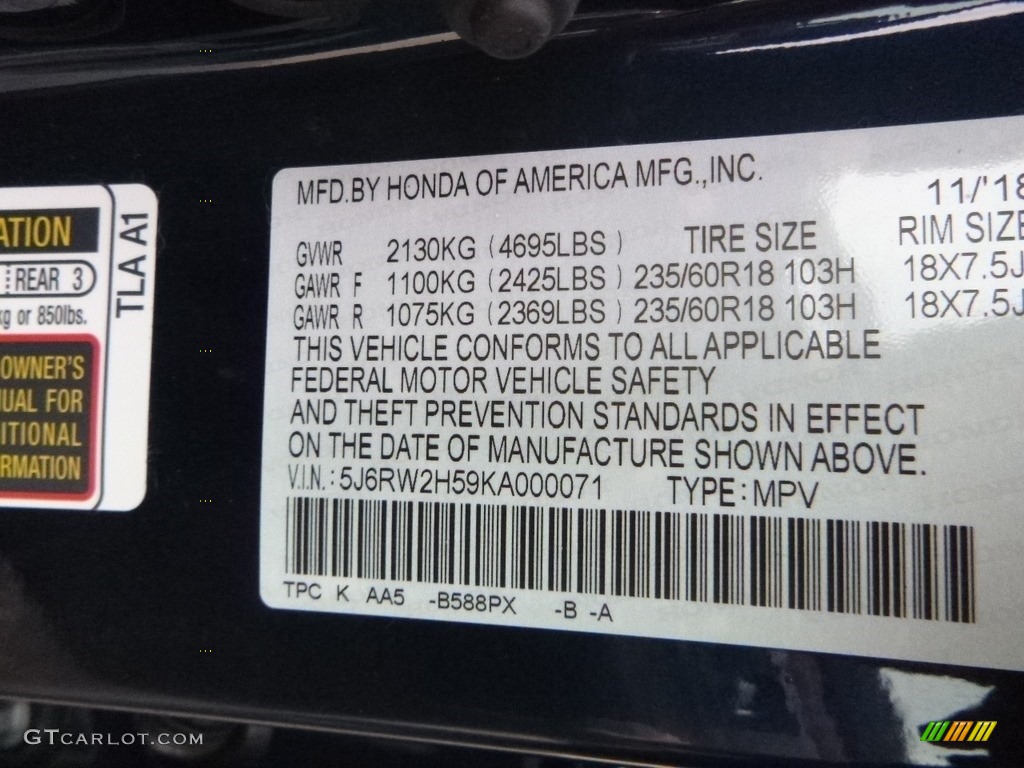 MFD.BY HONDA OF AMERICA MFG.,INC. 11/'18
GVWR 2130KG (4695LBS) TIRE SIZE RIM SIZE
GAWR F 1100KG (2425LBS) 235/60R18 103H 18X7.5J
GAWR R 1075KG (2369LBS) 235/60R18 103H 18X7.5J
THIS VEHICLE CONFORMS TO ALL APPLICABLE
FEDERAL MOTOR VEHICLE SAFETY
AND THEFT PREVENTION STANDARDS IN EFFECT
ON THE DATE OF MANUFACTURE SHOWN ABOVE.
V.I.N.: 5J6RW2H59KA000071 TYPE: MPV
TPC K AA5 -B588PX -B -A
ATION
REAR 3
kg or 850lbs.
OWNER'S
UAL FOR
ITIONAL
RMATION
TLA A1
GTCARLOT.COM